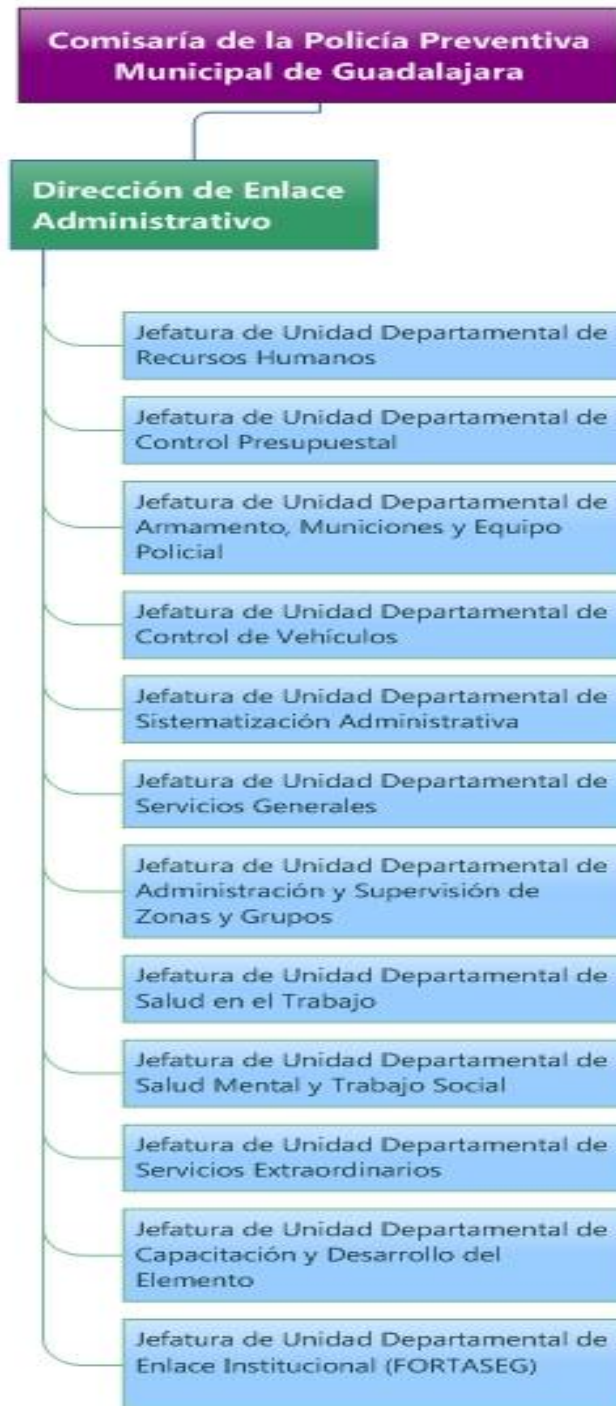 Comisaría de la Policía Preventiva
Municipal de Guadalajara
Dirección de Enlace
Administrativo
Jefatura de Unidad Departamental de
Recursos Humanos
Jefatura de Unidad Departamental de
Control Presupuestal
Jefatura de Unidad Departamental de
Armamento, Municiones y Equipo
Policial
Jefatura de Unidad Departamental de
Control de Vehículos
Jefatura de Unidad Departamental de
Sistematización Administrativa
Jefatura de Unidad Departamental de
Servicios Generales
Jefatura de Unidad Departamental de
Administración y Supervisión de
Zonas y Grupos
Jefatura de Unidad Departamental de
Salud en el Trabajo
Jefatura de Unidad Departamental de
Salud Mental y Trabajo Social
Jefatura de Unidad Departamental de
Servicios Extraordinarios
Jefatura de Unidad Departamental de
Capacitación y Desarrollo del
Elemento
Jefatura de Unidad Departamental de
Enlace Institucional (FORTASEG)